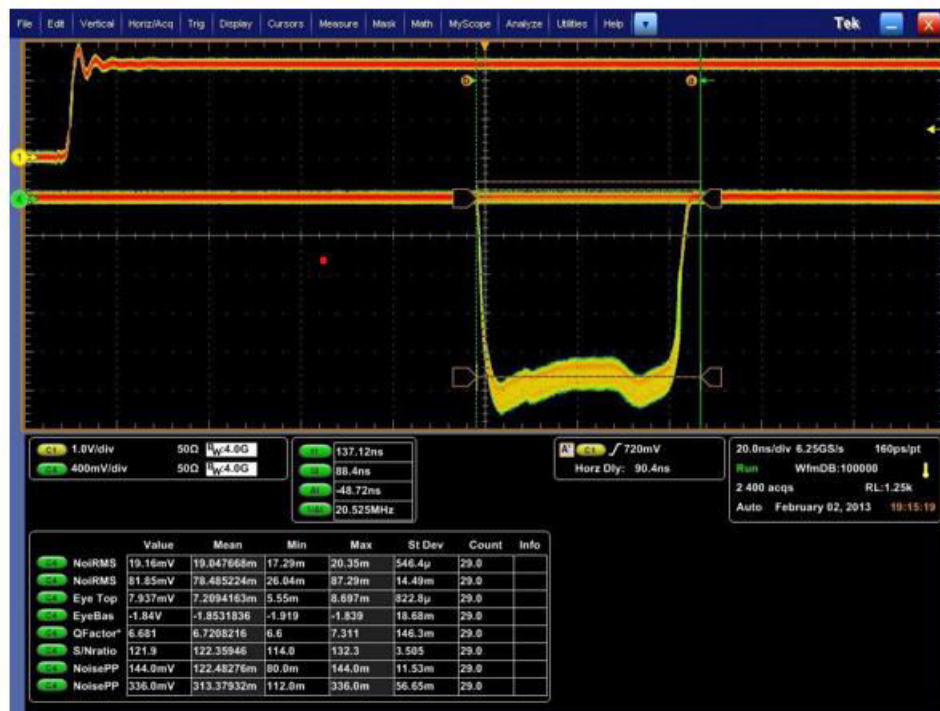 File Edit Vertical Horiz/Acq Trig Display Cursors Measure Mask Math MyScope Analyze Utilities Help Tek X
b a
1
4
C1 1.0V/div 50Ω BW:4.0G
C4 400mV/div 50Ω BW:4.0G
t1 137.12ns
t2 88.4ns
Δt -48.72ns
1/Δt 20.525MHz
A' C1 720mV
Horz Dly: 90.4ns
20.0ns/div 6.25GS/s 160ps/pt
Run WfmDB:100000
2 400 acqs RL:1.25k
Auto February 02, 2013 19:15:19
Value Mean Min Max St Dev Count Info
C4 NoiRMS 19.16mV 19.047668m 17.29m 20.35m 546.4µ 29.0
C4 NoiRMS 81.85mV 78.485224m 26.04m 87.29m 14.49m 29.0
C4 Eye Top 7.937mV 7.2094163m 5.55m 8.697m 822.8µ 29.0
C4 EyeBas -1.84V -1.8531836 -1.919 -1.839 18.68m 29.0
C4 QFactor* 6.681 6.7208216 6.6 7.311 146.3m 29.0
C4 S/Nratio 121.9 122.35946 114.0 132.3 3.505 29.0
C4 NoisePP 144.0mV 122.48276m 80.0m 144.0m 11.53m 29.0
C4 NoisePP 336.0mV 313.37932m 112.0m 336.0m 56.65m 29.0